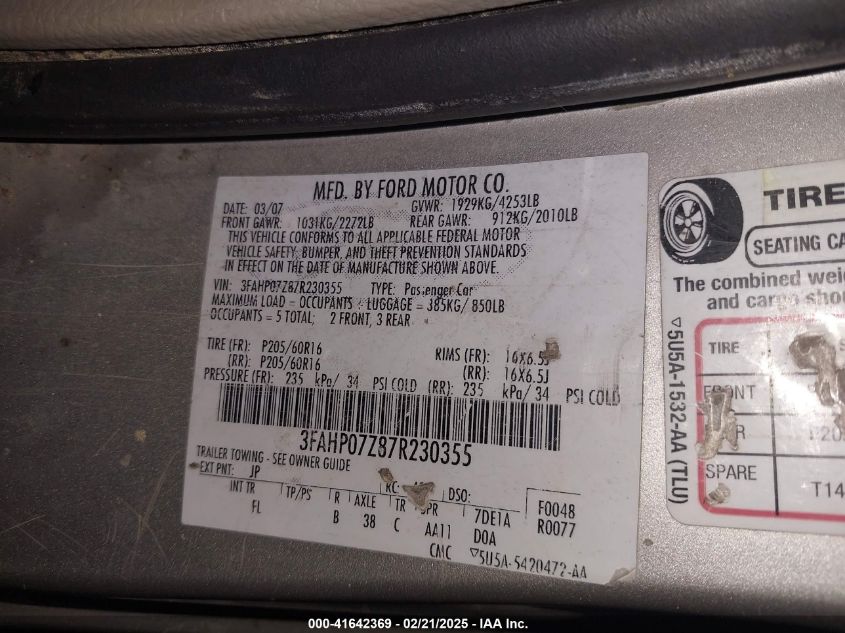 MFD. BY FORD MOTOR CO.
DATE: 03/07 GVWR: 1929KG/4253LB
FRONT GAWR: 1031KG/2272LB REAR GAWR: 912KG/2010LB
THIS VEHICLE CONFORMS TO ALL APPLICABLE FEDERAL MOTOR
VEHICLE SAFETY, BUMPER, AND THEFT PREVENTION STANDARDS
IN EFFECT ON THE DATE OF MANUFACTURE SHOWN ABOVE.
VIN: 3FAHP07Z87R230355 TYPE: Passenger Car
MAXIMUM LOAD = OCCUPANTS + LUGGAGE = 385KG/ 850LB
OCCUPANTS = 5 TOTAL; 2 FRONT, 3 REAR
TIRE (FR): P205/60R16 RIMS (FR): 16X6.5J
(RR): P205/60R16 (RR): 16X6.5J
PRESSURE (FR): 235 kPa/ 34 PSI COLD (RR): 235 kPa/ 34 PSI COLD
3FAHP07Z87R230355
TRAILER TOWING - SEE OWNER GUIDE
EXT PNT: JP RC: DSO: F0048
INT TR TP/PS R AXLE TR SPR 7DE1A R0077
FL B 38 C AA11 D0A
CMC ▽5U5A-5420472-AA
TIRE
SEATING CA
The combined wei
and cargo shou
TIRE
FRONT
SPARE T14
▽5U5A-1532-AA (TLU)
000-41642369 - 02/21/2025 - IAA Inc.